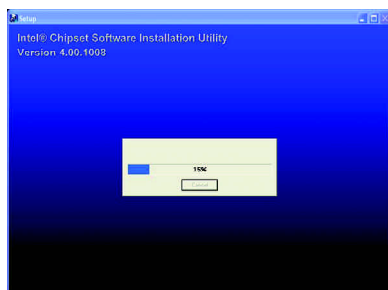 Setup
Intel® Chipset Software Installation Utility
Version 4.00.1008
15%
Cancel